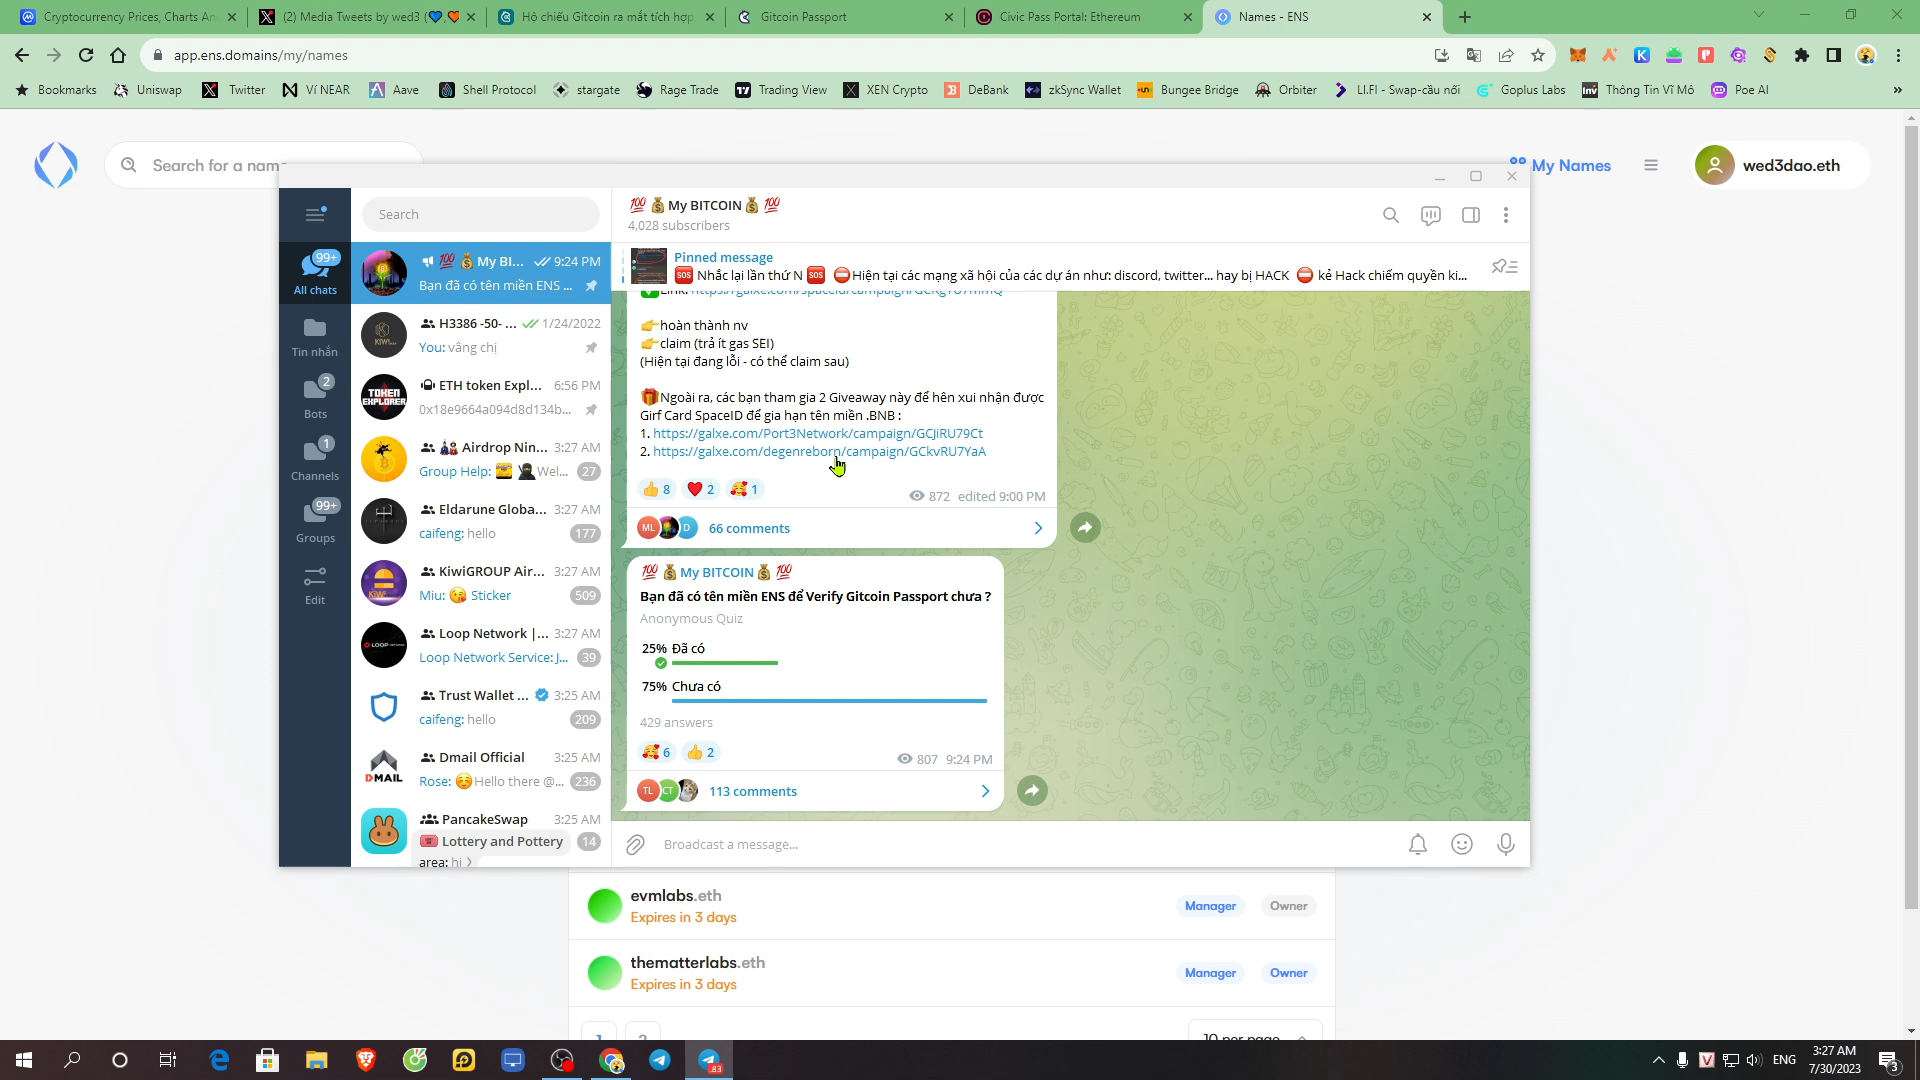 Cryptocurrency Prices, Charts An
(2) Media Tweets by wed3 (💙,🧡
Hộ chiếu Gitcoin ra mắt tích hợp
Gitcoin Passport
Civic Pass Portal: Ethereum
Names - ENS
app.ens.domains/my/names
Bookmarks
Uniswap
Twitter
Ví NEAR
Aave
Shell Protocol
stargate
Rage Trade
Trading View
XEN Crypto
DeBank
zkSync Wallet
Bungee Bridge
Orbiter
LI.FI - Swap-cầu nối
Goplus Labs
Thông Tin Vĩ Mô
Poe AI
Search for a name
My Names
wed3dao.eth
Search
💯 💰 My BITCOIN 💰 💯
4,028 subscribers
Pinned message
🆘 Nhắc lại lần thứ N 🆘 ⛔Hiện tại các mạng xã hội của các dự án như: discord, twitter... hay bị HACK ⛔ kẻ Hack chiếm quyền ki...
99+
All chats
Tin nhắn
2
Bots
1
Channels
99+
Groups
Edit
💯 💰 My BI... 9:24 PM
Bạn đã có tên miền ENS ...
H3386 -50- ... 1/24/2022
You: vâng chị
TOKEN EXPLORER
ETH token Expl... 6:56 PM
0x18e9664a094d8d134b...
Airdrop Nin... 3:27 AM
Group Help: Wel... 27
Eldarune Globa... 3:27 AM
caifeng: hello 177
KiwiGROUP Air... 3:27 AM
Miu: 😘 Sticker 509
Loop Network |... 3:27 AM
Loop Network Service: J... 39
Trust Wallet ... 3:25 AM
caifeng: hello 209
DMAIL
Dmail Official 3:25 AM
Rose: ☺️Hello there @... 236
PancakeSwap 3:25 AM
Lottery and Pottery 14
area: hi
✅Link: https://galxe.com/spaceid/campaign/GCkgYU7mmQ
👉hoàn thành nv
👉claim (trả ít gas SEI)
(Hiện tại đang lỗi - có thể claim sau)
🎁Ngoài ra, các bạn tham gia 2 Giveaway này để hên xui nhận được
Girf Card SpaceID để gia hạn tên miền .BNB :
1. https://galxe.com/Port3Network/campaign/GCJiRU79Ct
2. https://galxe.com/degenreborn/campaign/GCkvRU7YaA
👍 8 ❤️ 2 🥰 1
872 edited 9:00 PM
ML D 66 comments
💯 💰 My BITCOIN 💰 💯
Bạn đã có tên miền ENS để Verify Gitcoin Passport chưa ?
Anonymous Quiz
25% Đã có
75% Chưa có
429 answers
🥰 6 👍 2
807 9:24 PM
TL CT 113 comments
Broadcast a message...
evmlabs.eth
Expires in 3 days
Manager
Owner
thematterlabs.eth
Expires in 3 days
Manager
Owner
1 2
10 per page
83
ENG
3:27 AM
7/30/2023
3